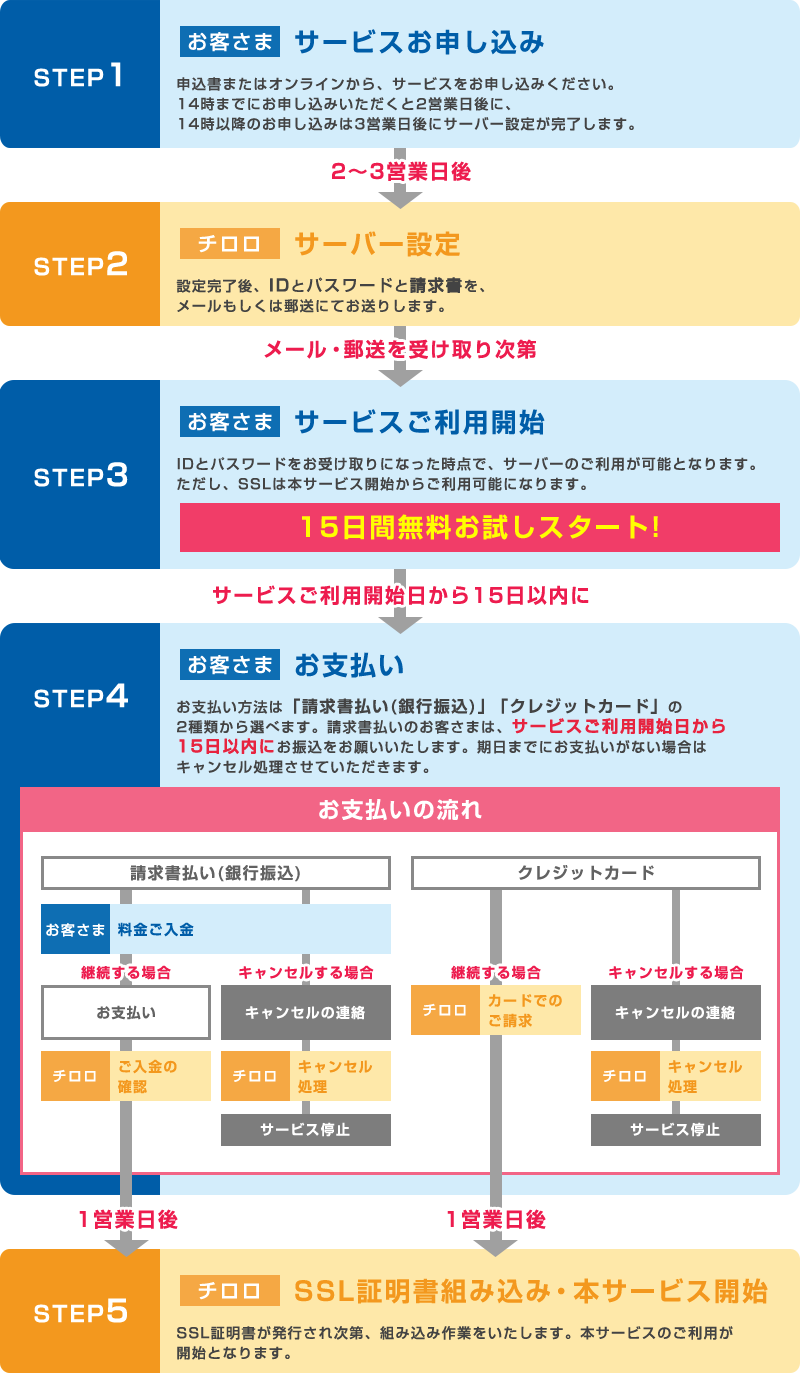 STEP1
お客さま サービスお申し込み
申込書またはオンラインから、サービスをお申し込みください。
14時までにお申し込みいただくと2営業日後に、
14時以降のお申し込みは3営業日後にサーバー設定が完了します。
2〜3営業日後
STEP2
チロロ サーバー設定
設定完了後、IDとパスワードと請求書を、
メールもしくは郵送にてお送りします。
メール・郵送を受け取り次第
STEP3
お客さま サービスご利用開始
IDとパスワードをお受け取りになった時点で、サーバーのご利用が可能となります。
ただし、SSLは本サービス開始からご利用可能になります。
15日間無料お試しスタート!
サービスご利用開始日から15日以内に
STEP4
お客さま お支払い
お支払い方法は「請求書払い(銀行振込)」「クレジットカード」の
2種類から選べます。請求書払いのお客さまは、サービスご利用開始日から
15日以内にお振込をお願いいたします。期日までにお支払いがない場合は
キャンセル処理させていただきます。
お支払いの流れ
請求書払い(銀行振込)
お客さま 料金ご入金
継続する場合
お支払い
チロロ ご入金の
確認
キャンセルする場合
キャンセルの連絡
チロロ キャンセル
処理
サービス停止
クレジットカード
継続する場合
チロロ カードでの
ご請求
キャンセルする場合
キャンセルの連絡
チロロ キャンセル
処理
サービス停止
1営業日後
1営業日後
STEP5
チロロ SSL証明書組み込み・本サービス開始
SSL証明書が発行され次第、組み込み作業をいたします。本サービスのご利用が
開始となります。